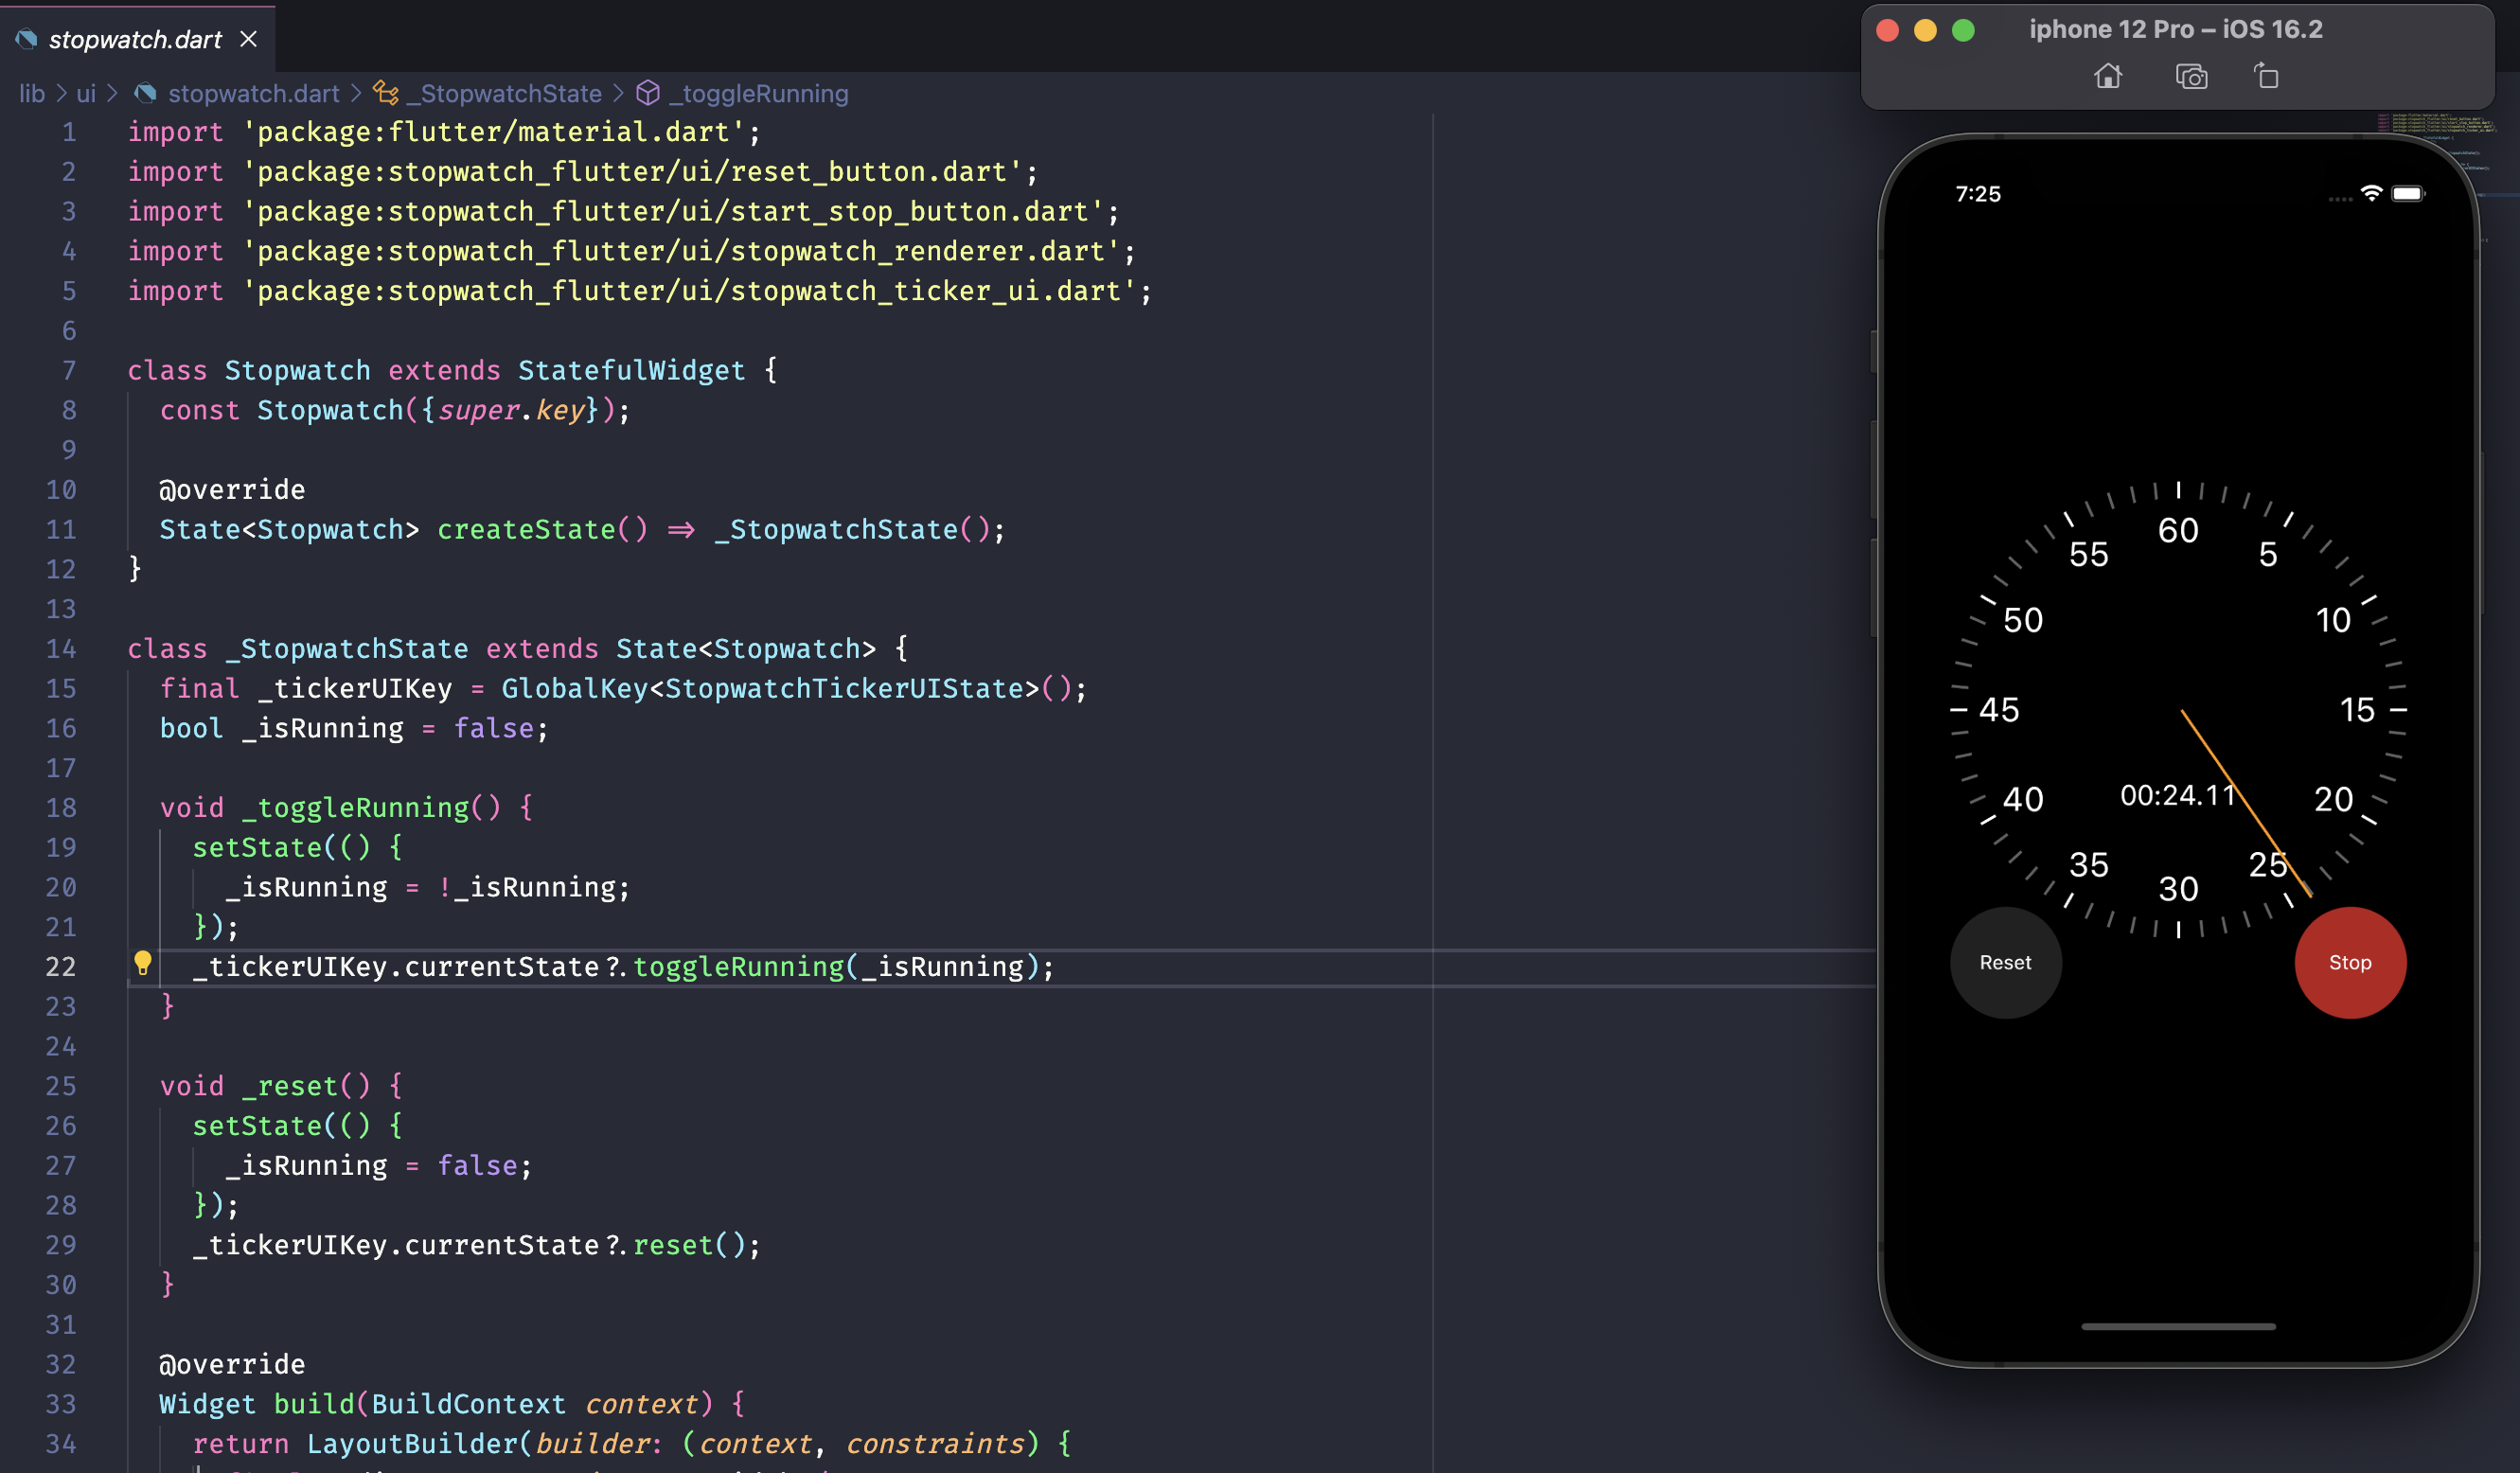 stopwatch.dart
lib > ui > stopwatch.dart > _StopwatchState > _toggleRunning
1 import 'package:flutter/material.dart';
2 import 'package:stopwatch_flutter/ui/reset_button.dart';
3 import 'package:stopwatch_flutter/ui/start_stop_button.dart';
4 import 'package:stopwatch_flutter/ui/stopwatch_renderer.dart';
5 import 'package:stopwatch_flutter/ui/stopwatch_ticker_ui.dart';
6
7 class Stopwatch extends StatefulWidget {
8   const Stopwatch({super.key});
9
10   @override
11   State<Stopwatch> createState() => _StopwatchState();
12 }
13
14 class _StopwatchState extends State<Stopwatch> {
15   final _tickerUIKey = GlobalKey<StopwatchTickerUIState>();
16   bool _isRunning = false;
17
18   void _toggleRunning() {
19     setState(() {
20       _isRunning = !_isRunning;
21     });
22     _tickerUIKey.currentState?.toggleRunning(_isRunning);
23   }
24
25   void _reset() {
26     setState(() {
27       _isRunning = false;
28     });
29     _tickerUIKey.currentState?.reset();
30   }
31
32   @override
33   Widget build(BuildContext context) {
34     return LayoutBuilder(builder: (context, constraints) {
iphone 12 Pro – iOS 16.2
7:25
60
55 5
50 10
45 15
00:24.11
40 20
35 25
30
Reset Stop